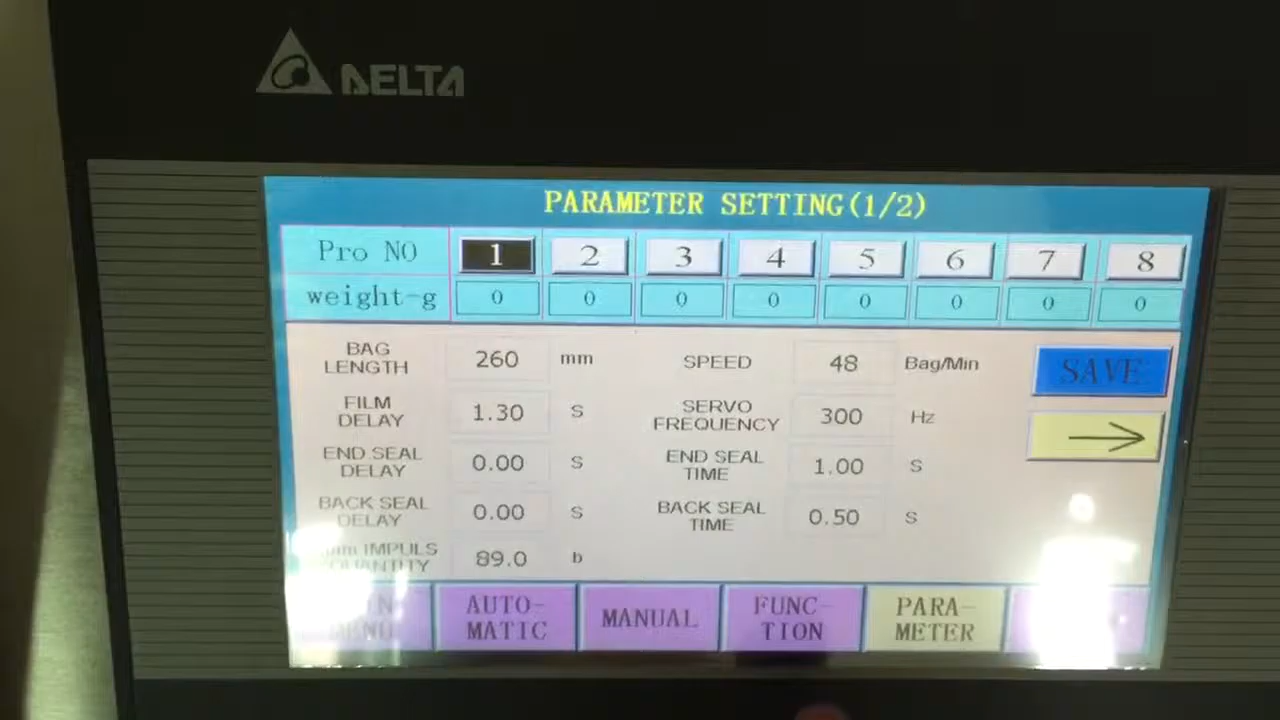 DELTA
PARAMETER SETTING(1/2)
Pro NO 1 2 3 4 5 6 7 8
weight-g 0 0 0 0 0 0 0 0
BAG LENGTH 260 mm SPEED 48 Bag/Min SAVE
FILM DELAY 1.30 S SERVO FREQUENCY 300 Hz
END SEAL DELAY 0.00 S END SEAL TIME 1.00 S
BACK SEAL DELAY 0.00 S BACK SEAL TIME 0.50 S
IMPULS QUANTITY 89.0 b
MENU AUTO-MATIC MANUAL FUNC-TION PARA-METER